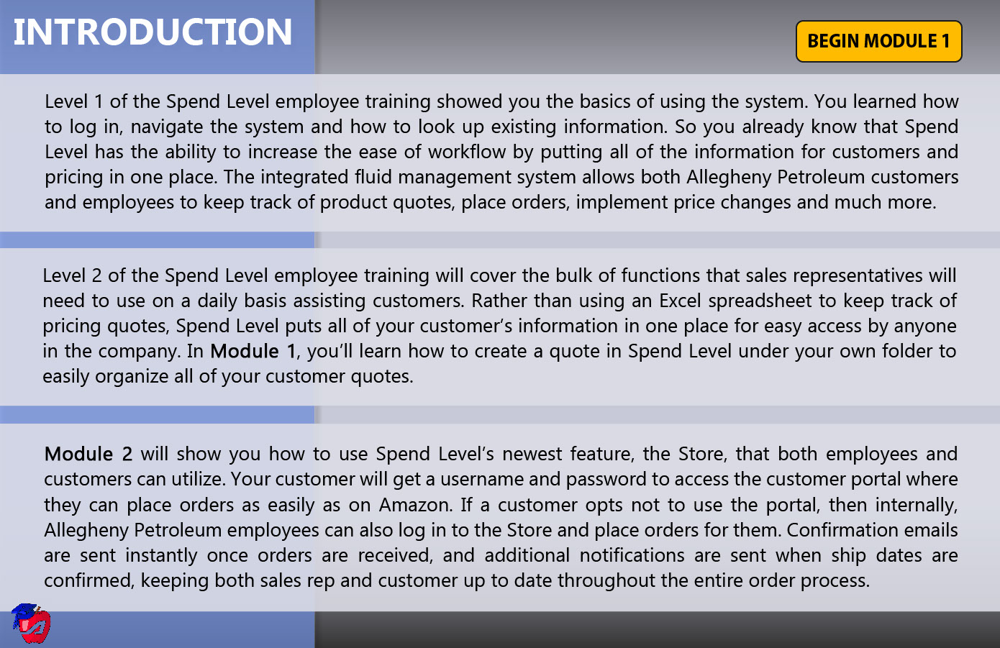 INTRODUCTION
BEGIN MODULE 1
Level 1 of the Spend Level employee training showed you the basics of using the system. You learned how
to log in, navigate the system and how to look up existing information. So you already know that Spend
Level has the ability to increase the ease of workflow by putting all of the information for customers and
pricing in one place. The integrated fluid management system allows both Allegheny Petroleum customers
and employees to keep track of product quotes, place orders, implement price changes and much more.
Level 2 of the Spend Level employee training will cover the bulk of functions that sales representatives will
need to use on a daily basis assisting customers. Rather than using an Excel spreadsheet to keep track of
pricing quotes, Spend Level puts all of your customer’s information in one place for easy access by anyone
in the company. In Module 1, you’ll learn how to create a quote in Spend Level under your own folder to
easily organize all of your customer quotes.
Module 2 will show you how to use Spend Level’s newest feature, the Store, that both employees and
customers can utilize. Your customer will get a username and password to access the customer portal where
they can place orders as easily as on Amazon. If a customer opts not to use the portal, then internally,
Allegheny Petroleum employees can also log in to the Store and place orders for them. Confirmation emails
are sent instantly once orders are received, and additional notifications are sent when ship dates are
confirmed, keeping both sales rep and customer up to date throughout the entire order process.